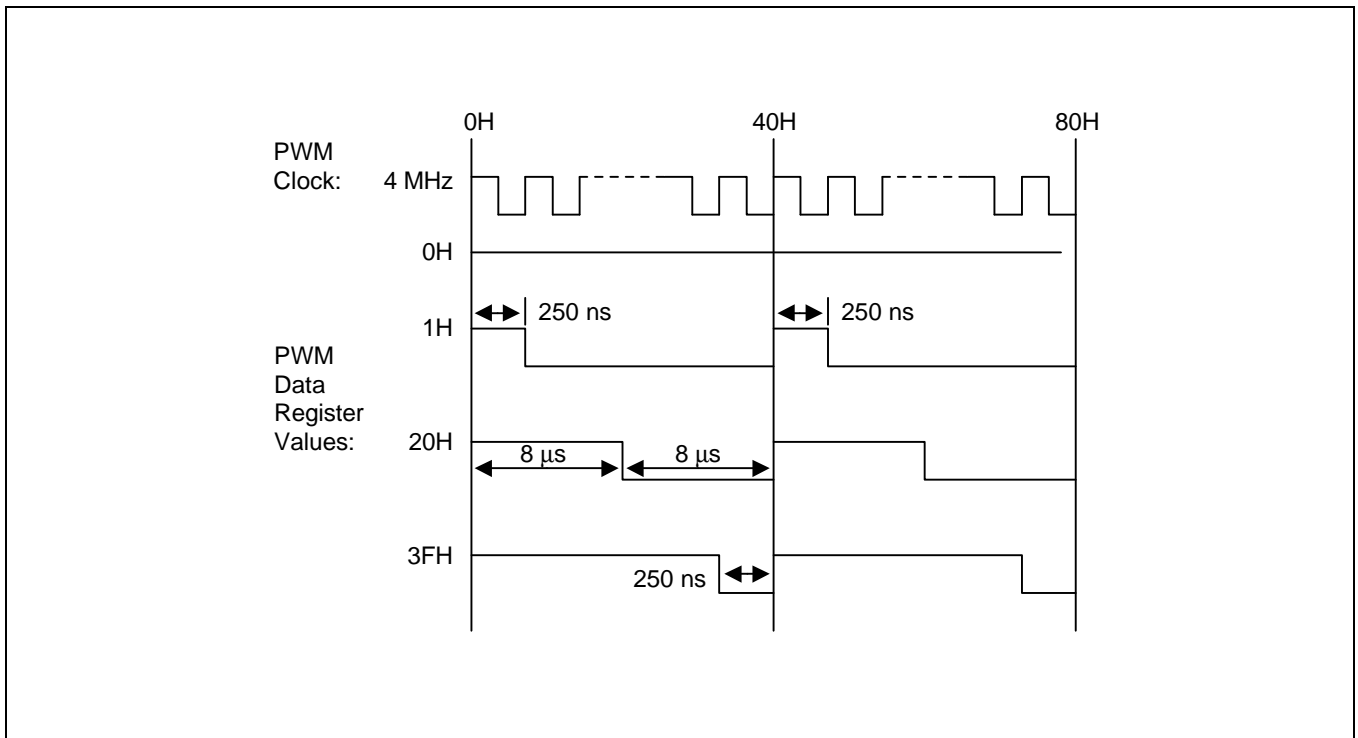 0H 40H 80H
PWM
Clock: 4 MHz
0H
250 ns 250 ns
1H
PWM
Data
Register
Values: 20H
8 μs 8 μs
3FH
250 ns